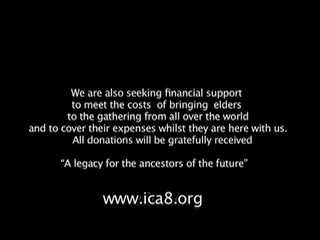 We are also seeking financial support
to meet the costs of bringing elders
to the gathering from all over the world
and to cover their expenses whilst they are here with us.
All donations will be gratefully received
“A legacy for the ancestors of the future”
www.ica8.org